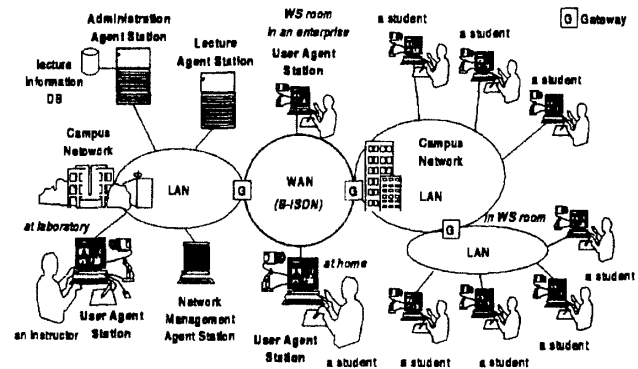 Administration
Agent Station
lecture
information
DB
Lecture
Agent Station
WS room
in an enterprise
User Agent
Station
a student
a student
a student
G Gateway
Campus
Network
LAN
G
WAN
(B-ISDN)
G
Campus
Network
LAN
G
in WS room
LAN
a student
at laboratory
an instructor
User Agent
Station
Network
Management
Agent Station
at home
User Agent
Station
a student
a student
a student
a student